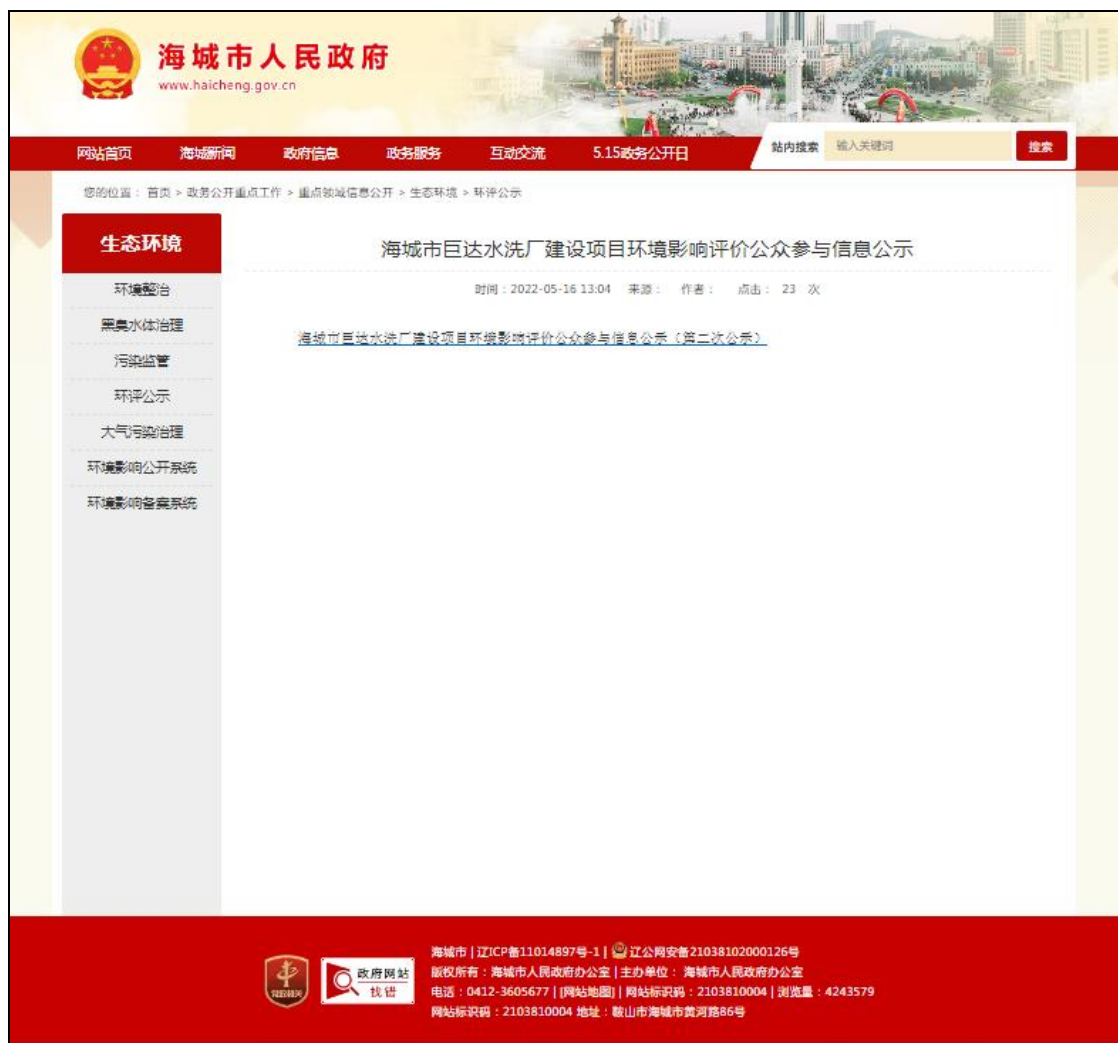 海城市人民政府
www.haicheng.gov.cn
网站首页 海城新闻 政府信息 政务服务 互动交流 5.15政务公开日 站内搜索 输入关键词 搜索
您的位置： 首页 > 政务公开重点工作 > 重点领域信息公开 > 生态环境 > 环评公示
生态环境
环境整治
黑臭水体治理
污染监管
环评公示
大气污染治理
环境影响公开系统
环境影响备案系统
海城市巨达水洗厂建设项目环境影响评价公众参与信息公示
时间：2022-05-16 13:04 来源： 作者： 点击： 23 次
海城市巨达水洗厂建设项目环境影响评价公众参与信息公示（第二次公示）
党政机关
政府网站
找错
海城市 | 辽ICP备11014897号-1 | 辽公网安备21038102000126号
版权所有：海城市人民政府办公室 | 主办单位： 海城市人民政府办公室
电话：0412-3605677 | [网站地图] | 网站标识码：2103810004 | 浏览量：4243579
网站标识码：2103810004 地址：鞍山市海城市黄河路86号